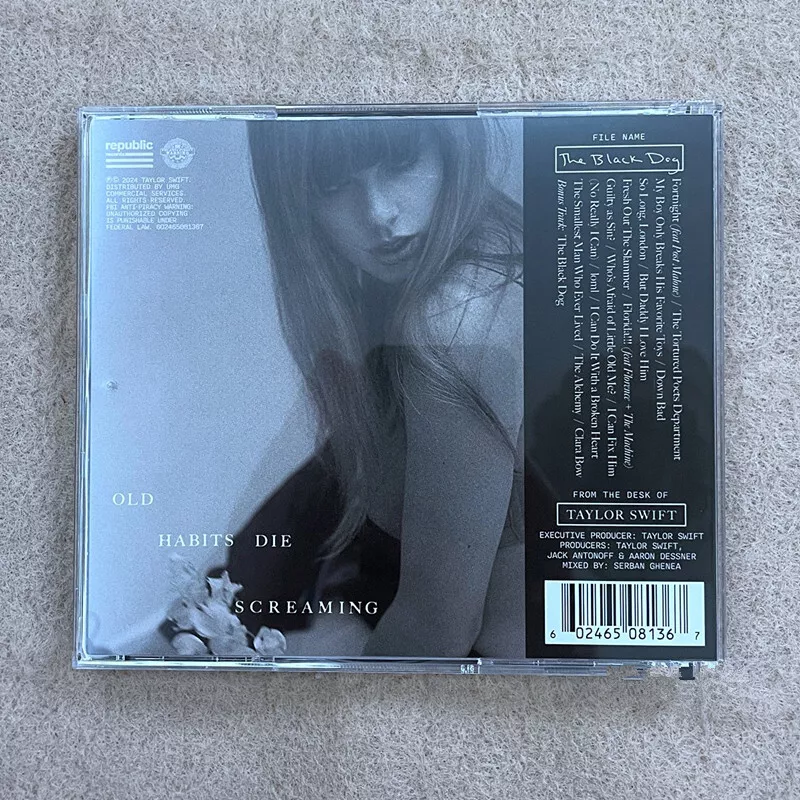 republic
℗© 2024 TAYLOR SWIFT.
DISTRIBUTED BY UMG
COMMERCIAL SERVICES.
ALL RIGHTS RESERVED
FBI ANTI-PIRACY WARNING:
UNAUTHORIZED COPYING
IS PUNISHABLE UNDER
FEDERAL LAW.
OLD
HABITS DIE
SCREAMING
FILE NAME
The Black Dog
Fortnight (feat Post Malone) / The Tortured Poets Department
My Boy Only Breaks His Favorite Toys / Down Bad
So Long, London / But Daddy I Love Him
Fresh Out The Slammer / Florida!!! (feat Florence + The Machine)
Guilty as Sin? / Who's Afraid of Little Old Me? / I Can Fix Him
(No Really I Can) / loml / I Can Do It With a Broken Heart
The Smallest Man Who Ever Lived / The Alchemy / Clara Bow
Bonus Track: The Black Dog
FROM THE DESK OF
TAYLOR SWIFT
EXECUTIVE PRODUCER: TAYLOR SWIFT
PRODUCERS: TAYLOR SWIFT,
JACK ANTONOFF & AARON DESSNER
MIXED BY: SERBAN GHENEA
6 02465 08136 7